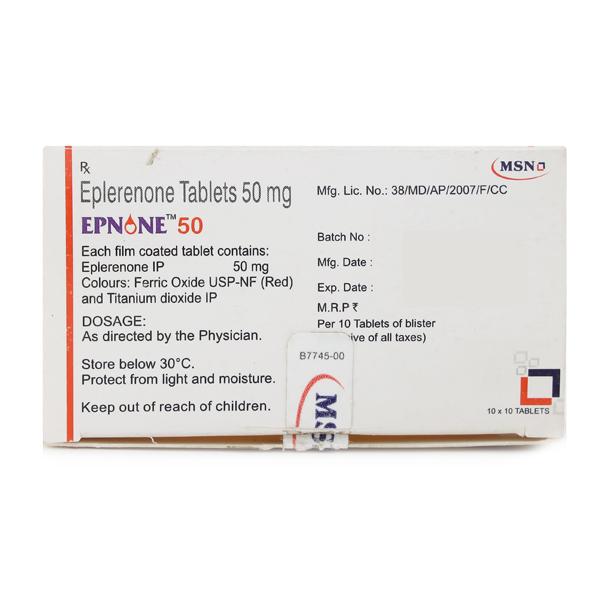 Rx
MSN
Eplerenone Tablets 50 mg
EPNONE™ 50
Each film coated tablet contains:
Eplerenone IP 50 mg
Colours: Ferric Oxide USP-NF (Red)
and Titanium dioxide IP
DOSAGE:
As directed by the Physician.
Store below 30°C.
Protect from light and moisture.
Keep out of reach of children.
Mfg. Lic. No.: 38/MD/AP/2007/F/CC
Batch No :
Mfg. Date :
Exp. Date :
M.R.P ₹
Per 10 Tablets of blister
of all taxes)
B7745-00
MS
10 x 10 TABLETS